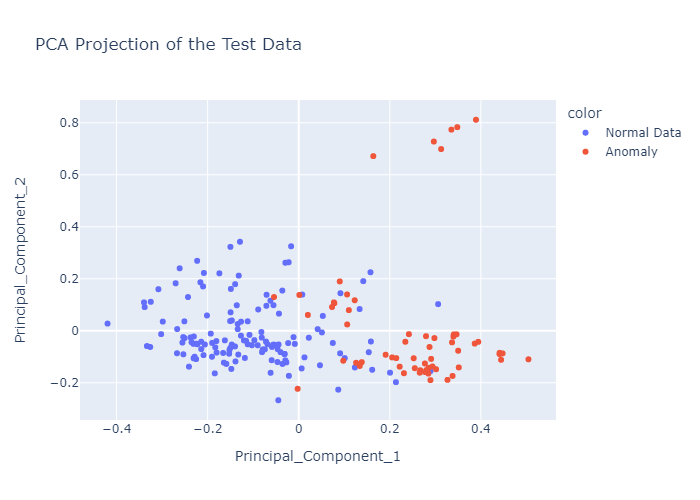 PCA Projection of the Test Data
color
Normal Data
Anomaly
Principal_Component_2
0.8
0.6
0.4
0.2
0
−0.2
−0.4
−0.2
0
0.2
0.4
Principal_Component_1